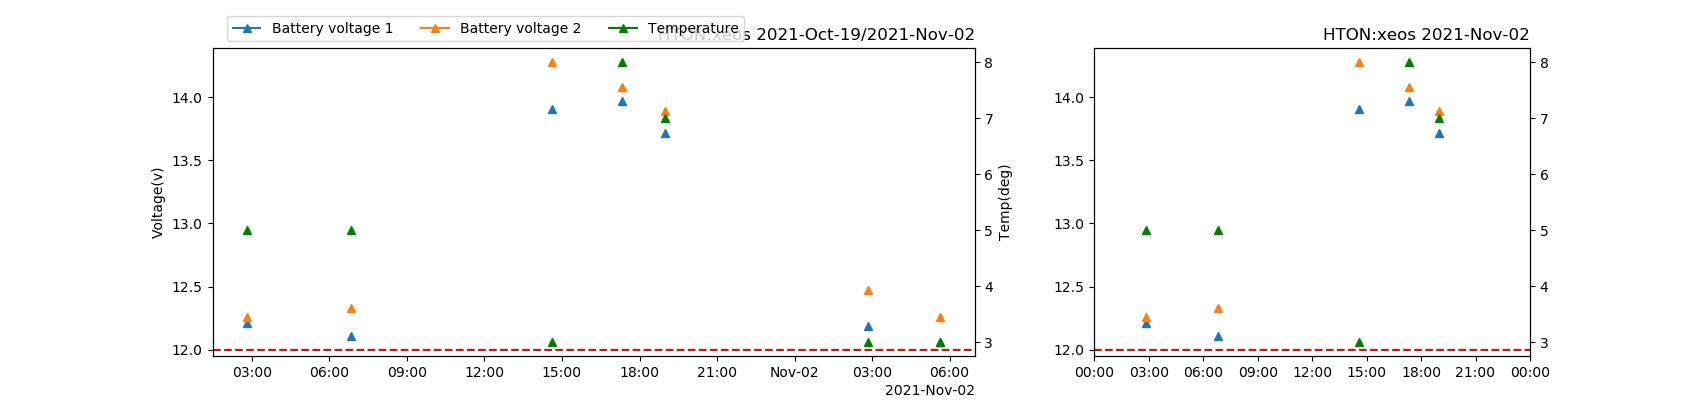 Battery voltage 1 Battery voltage 2 Temperature
HTON:xeos 2021-Oct-19/2021-Nov-02
HTON:xeos 2021-Nov-02
Voltage(v)
14.0
13.5
13.0
12.5
12.0
8
7
6
5
4
3
Temp(deg)
03:00 06:00 09:00 12:00 15:00 18:00 21:00 Nov-02 03:00 06:00
2021-Nov-02
14.0
13.5
13.0
12.5
12.0
8
7
6
5
4
3
00:00 03:00 06:00 09:00 12:00 15:00 18:00 21:00 00:00